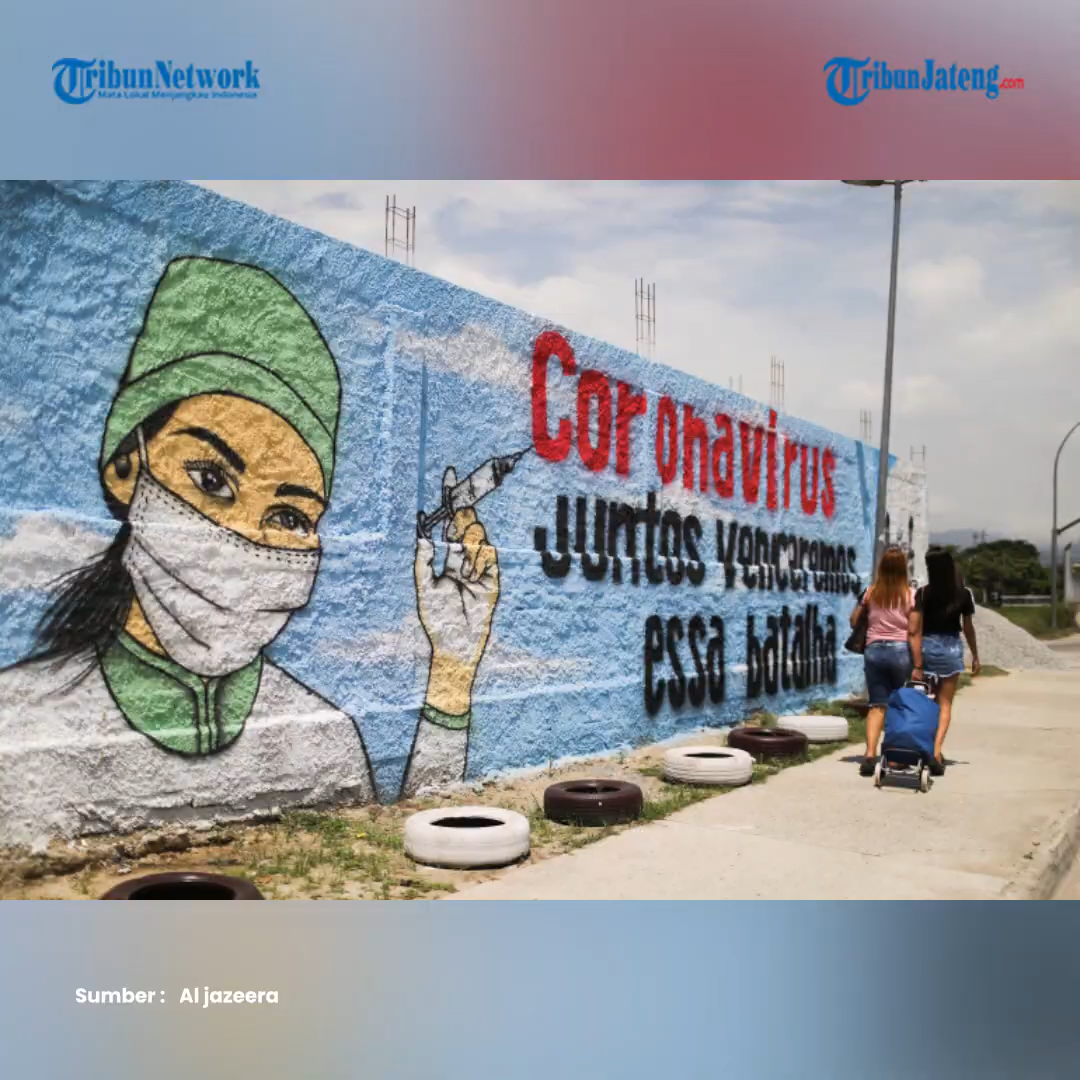 TribunNetwork
Mata Lokal Menjangkau Indonesia
TribunJateng.com
Coronavirus
Juntos venceremos
essa batalha
Sumber : Al jazeera